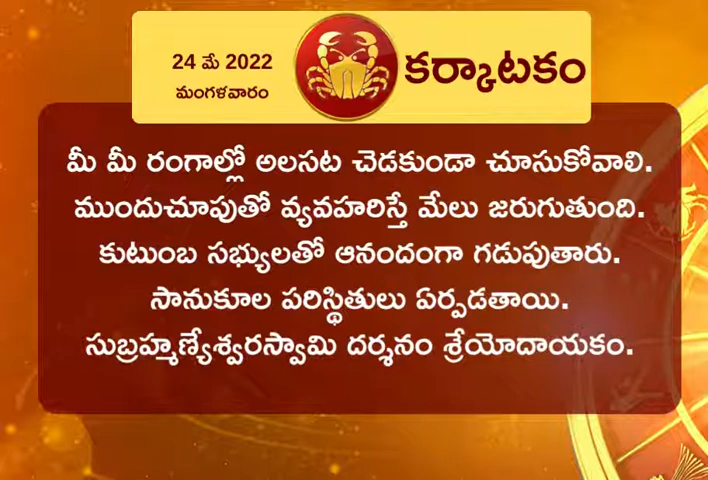 24 మే 2022
మంగళవారం
కర్కాటకం
మీ మీ రంగాల్లో అలసట చెడకుండా చూసుకోవాలి.
ముందుచూపుతో వ్యవహరిస్తే మేలు జరుగుతుంది.
కుటుంబ సభ్యులతో ఆనందంగా గడుపుతారు.
సానుకూల పరిస్థితులు ఏర్పడతాయి.
సుబ్రహ్మణ్యేశ్వరస్వామి దర్శనం శ్రేయోదాయకం.